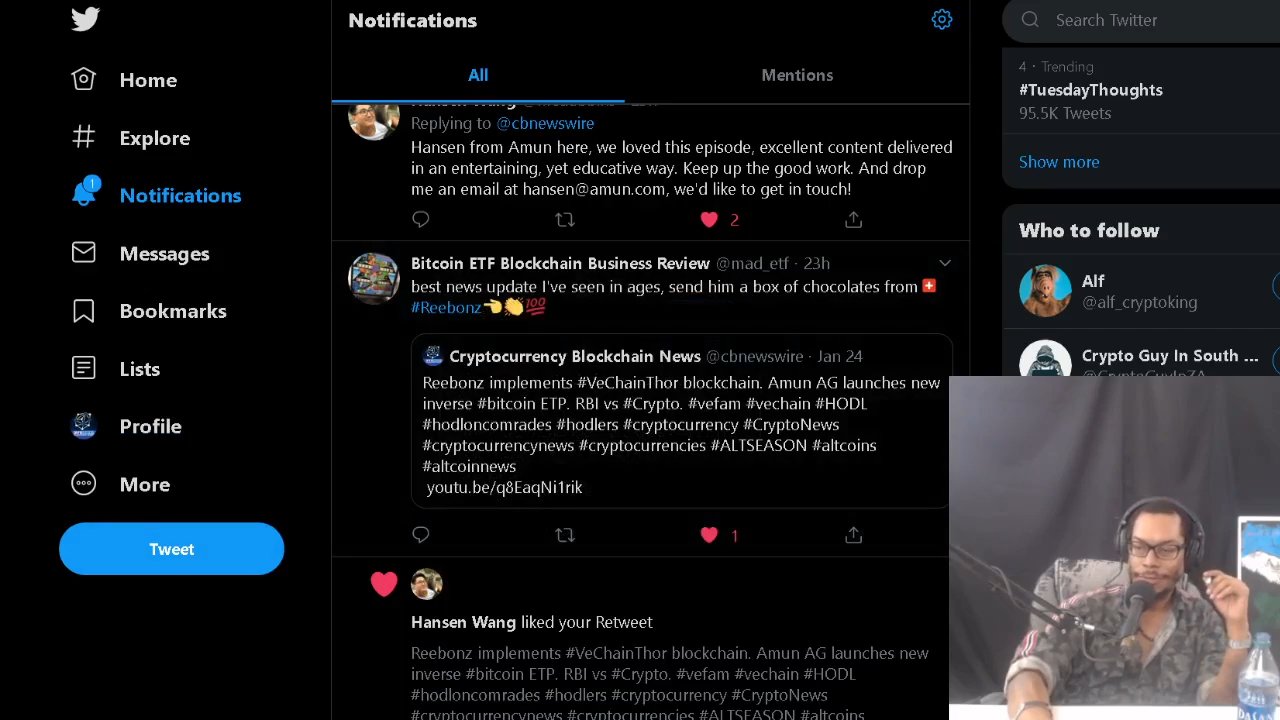 Notifications
Search Twitter
All
Mentions
4 · Trending
#TuesdayThoughts
95.5K Tweets
Show more
Home
Explore
1
Notifications
Messages
Bookmarks
Lists
Profile
More
Tweet
Hansen Wang
Replying to @cbnewswire
Hansen from Amun here, we loved this episode, excellent content delivered
in an entertaining, yet educative way. Keep up the good work. And drop
me an email at hansen@amun.com, we'd like to get in touch!
2
Bitcoin ETF Blockchain Business Review @mad_etf · 23h
best news update I've seen in ages, send him a box of chocolates from 🇨🇭
#Reebonz👈👏💯
Cryptocurrency Blockchain News @cbnewswire · Jan 24
Reebonz implements #VeChainThor blockchain. Amun AG launches new
inverse #bitcoin ETP. RBI vs #Crypto. #vefam #vechain #HODL
#hodloncomrades #hodlers #cryptocurrency #CryptoNews
#cryptocurrencynews #cryptocurrencies #ALTSEASON #altcoins
#altcoinnews
youtu.be/q8EaqNi1rik
1
Hansen Wang liked your Retweet
Reebonz implements #VeChainThor blockchain. Amun AG launches new
inverse #bitcoin ETP. RBI vs #Crypto. #vefam #vechain #HODL
#hodloncomrades #hodlers #cryptocurrency #CryptoNews
#cryptocurrencynews #cryptocurrencies #ALTSEASON #altcoins
Who to follow
Alf
@alf_cryptoking
Crypto Guy In South ...
@CryptoGuyInZA